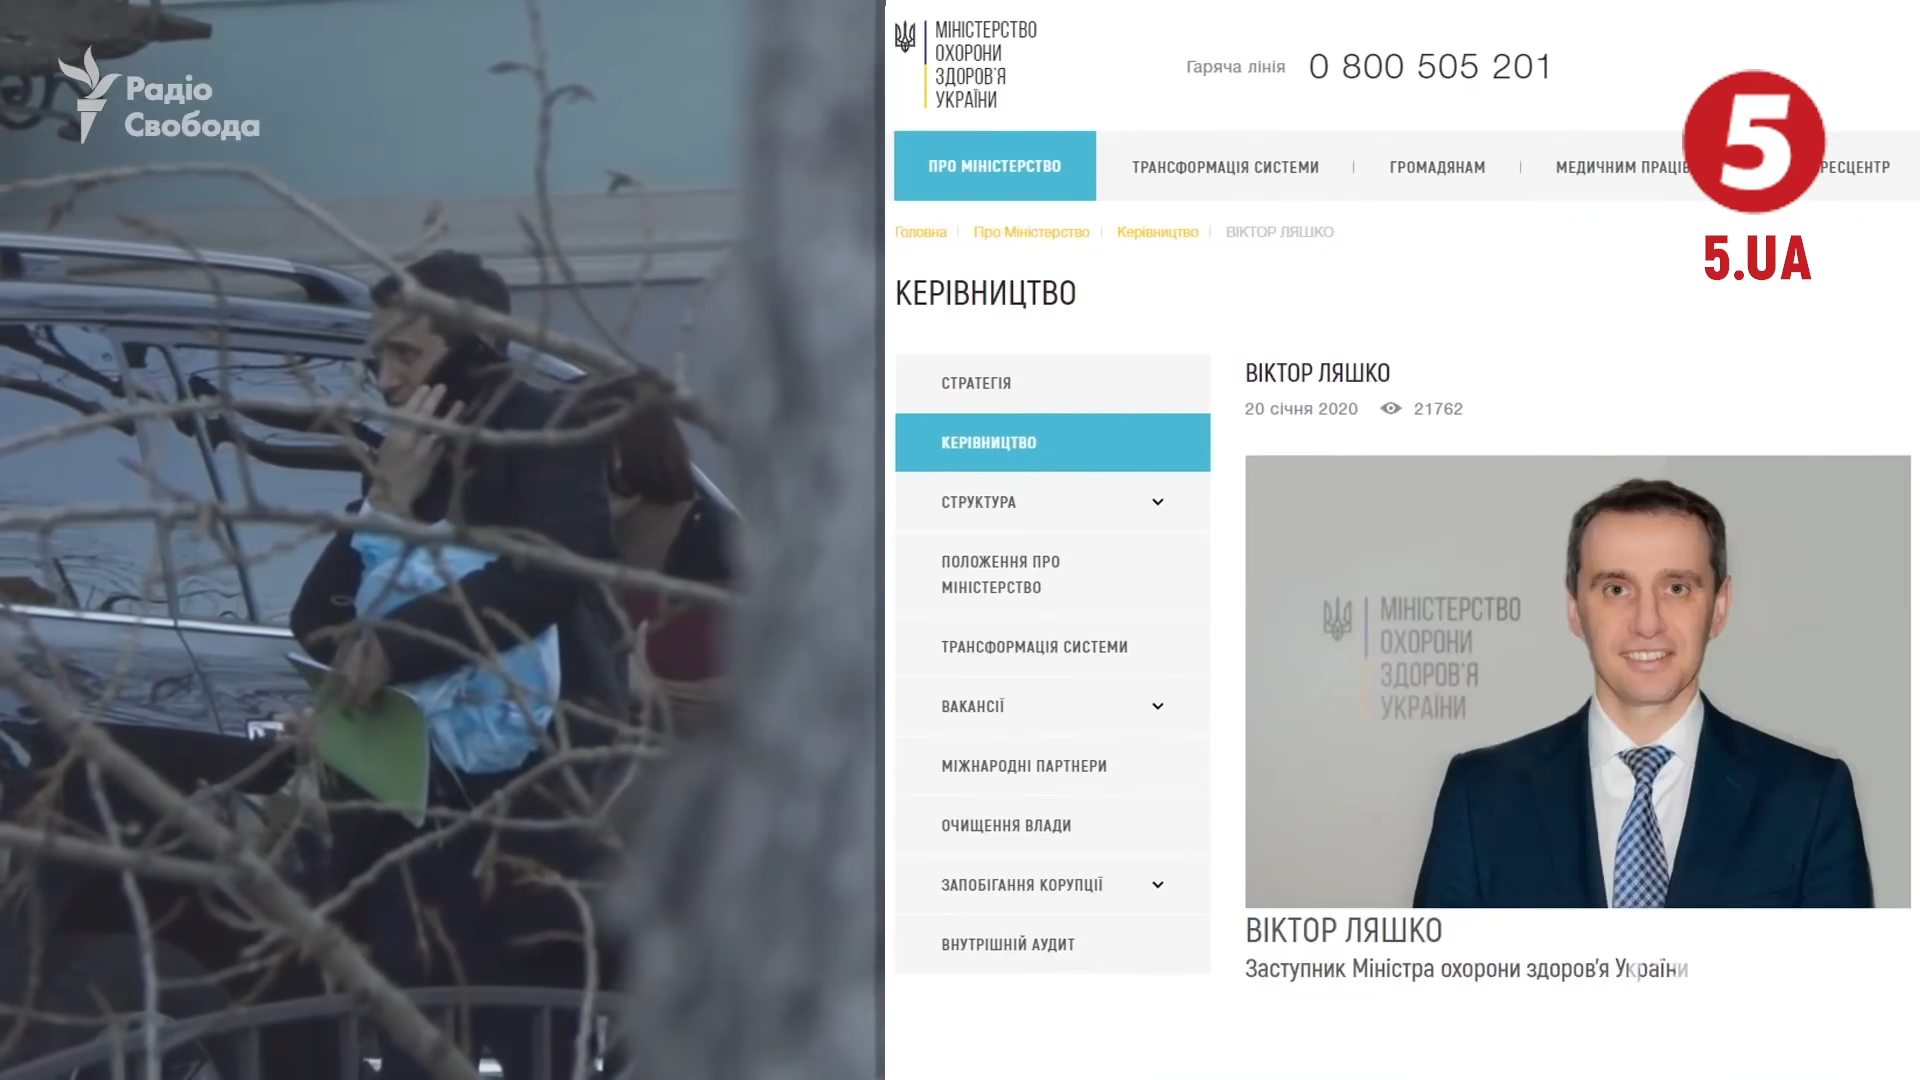 Радіо
Свобода
МІНІСТЕРСТВО
ОХОРОНИ
ЗДОРОВ'Я
УКРАЇНИ
Гаряча лінія 0 800 505 201
ПРО МІНІСТЕРСТВО
ТРАНСФОРМАЦІЯ СИСТЕМИ
ГРОМАДЯНАМ
МЕДИЧНИМ ПРАЦІВ
РЕСЦЕНТР
5
5.UA
Головна
Про Міністерство
Керівництво
ВІКТОР ЛЯШКО
КЕРІВНИЦТВО
СТРАТЕГІЯ
КЕРІВНИЦТВО
СТРУКТУРА
ПОЛОЖЕННЯ ПРО
МІНІСТЕРСТВО
ТРАНСФОРМАЦІЯ СИСТЕМИ
ВАКАНСІЇ
МІЖНАРОДНІ ПАРТНЕРИ
ОЧИЩЕННЯ ВЛАДИ
ЗАПОБІГАННЯ КОРУПЦІЇ
ВНУТРІШНІЙ АУДИТ
ВІКТОР ЛЯШКО
20 січня 2020 21762
МІНІСТЕРСТВО
ОХОРОНИ
ЗДОРОВ'Я
УКРАЇНИ
ВІКТОР ЛЯШКО
Заступник Міністра охорони здоров'я України